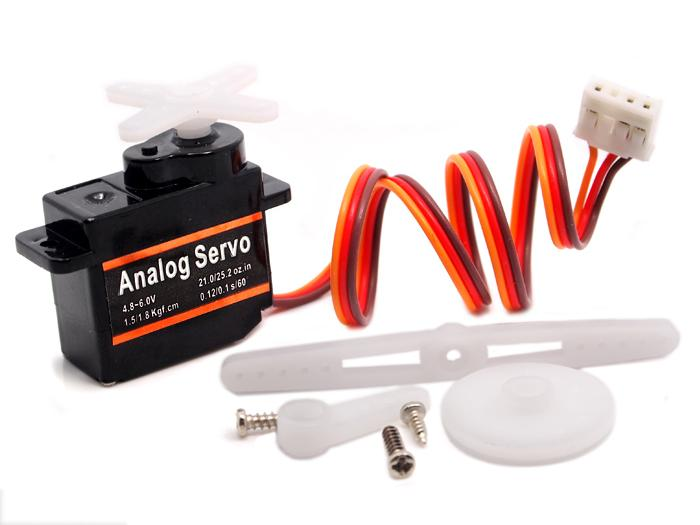 Analog Servo
4.8-6.0V 21.0/25.2 oz.in
1.5/1.8 Kgf.cm 0.12/0.1 s/60°